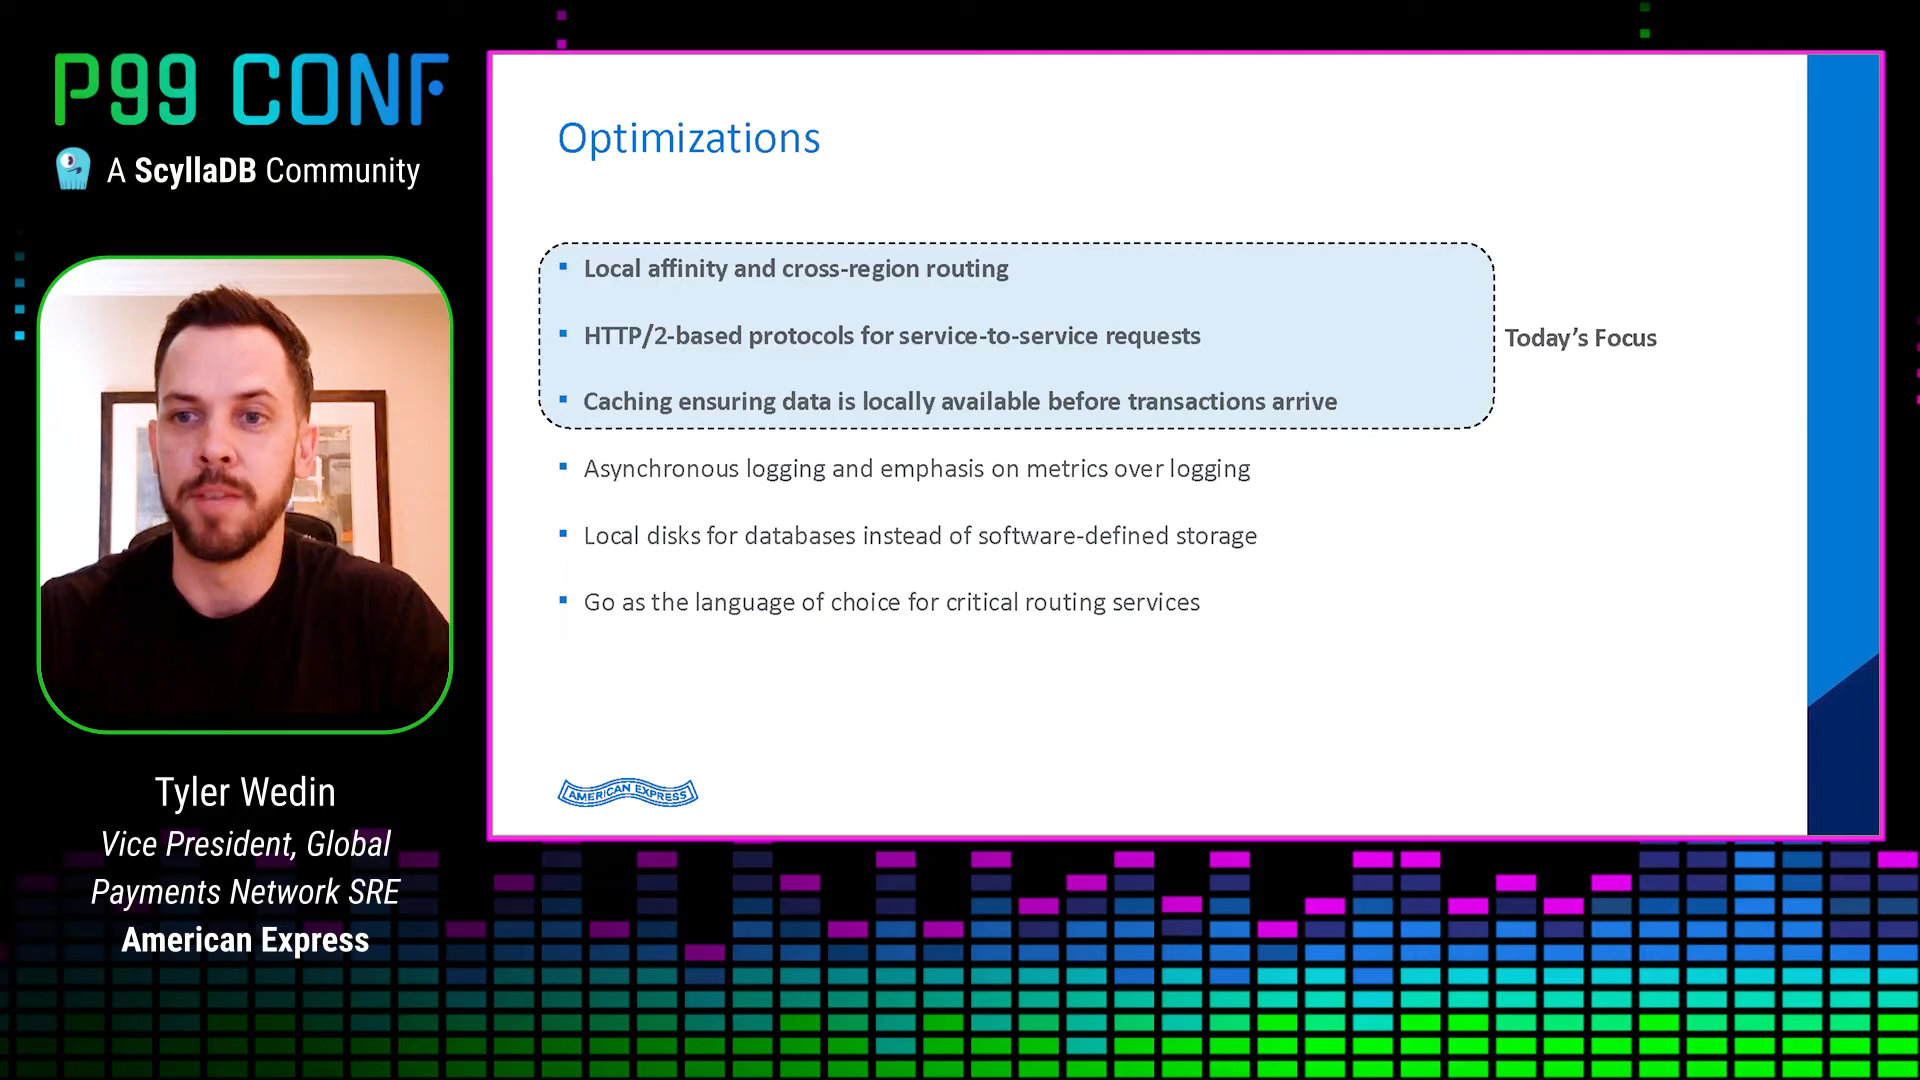 P99 CONF
A ScyllaDB Community
Tyler Wedin
Vice President, Global
Payments Network SRE
American Express
Optimizations
▪ Local affinity and cross-region routing
▪ HTTP/2-based protocols for service-to-service requests
▪ Caching ensuring data is locally available before transactions arrive
Today’s Focus
▪ Asynchronous logging and emphasis on metrics over logging
▪ Local disks for databases instead of software-defined storage
▪ Go as the language of choice for critical routing services
AMERICAN EXPRESS